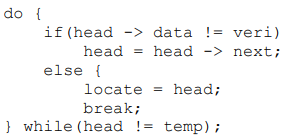 do {
    if(head -> data != veri)
        head = head -> next;
    else {
        locate = head;
        break;
} while(head != temp);